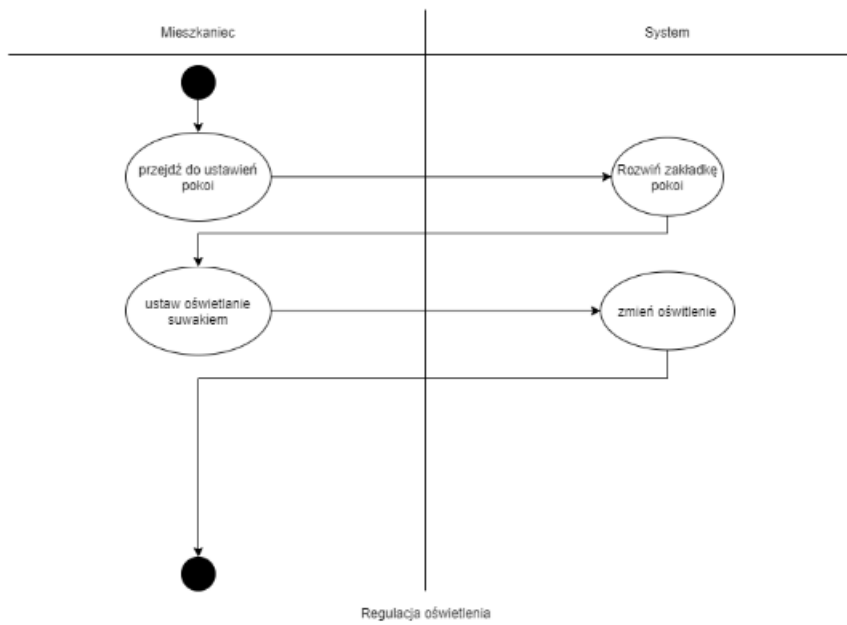 Mieszkaniec
System
przejdź do ustawień
pokoi
Rozwiń zakładkę
pokoi
ustaw oświetlanie
suwakiem
zmień oświtlenie
Regulacja oświetlenia